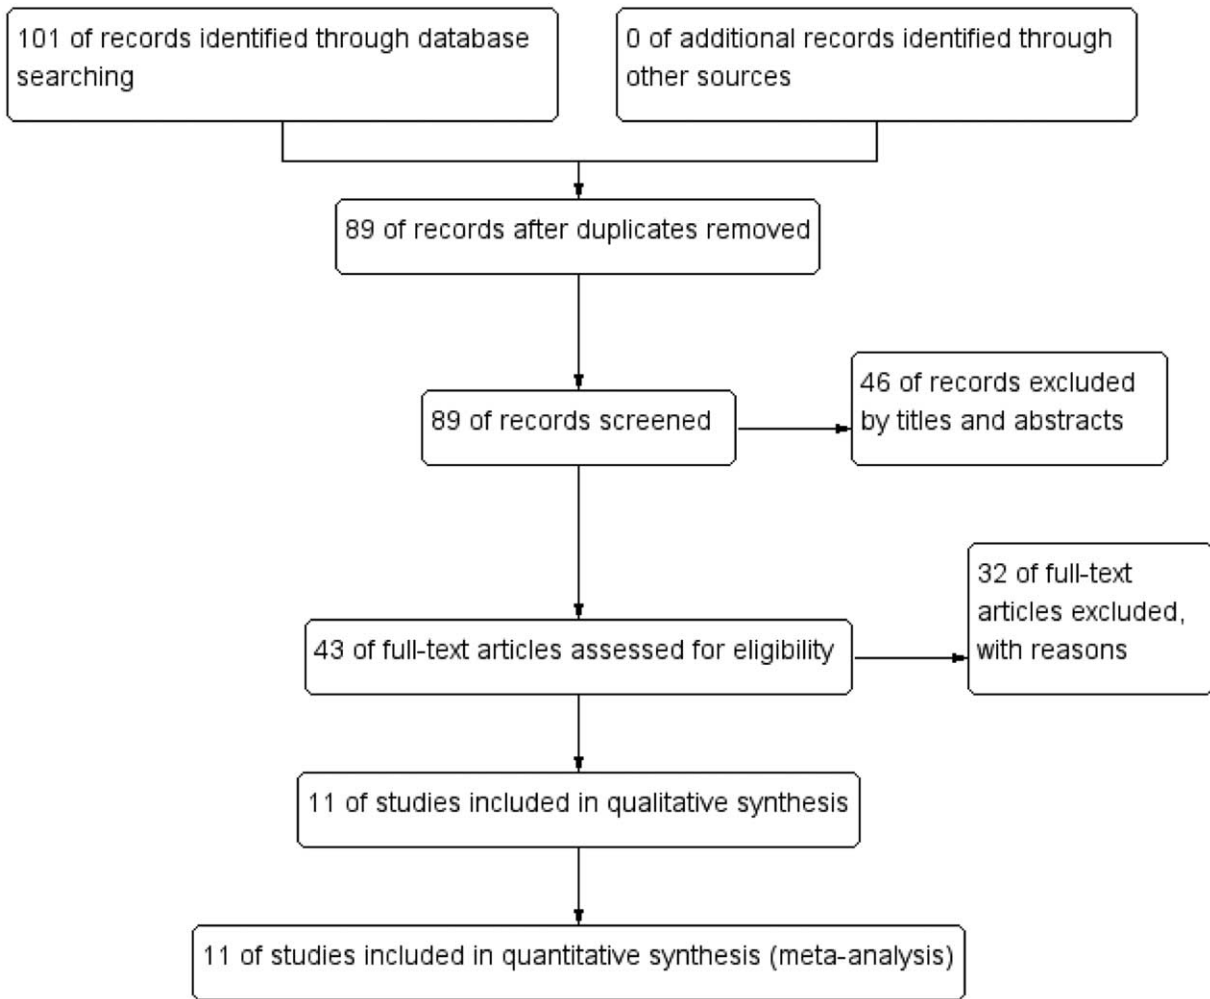 101 of records identified through database
searching
0 of additional records identified through
other sources
89 of records after duplicates removed
89 of records screened
46 of records excluded
by titles and abstracts
43 of full-text articles assessed for eligibility
32 of full-text
articles excluded,
with reasons
11 of studies included in qualitative synthesis
11 of studies included in quantitative synthesis (meta-analysis)